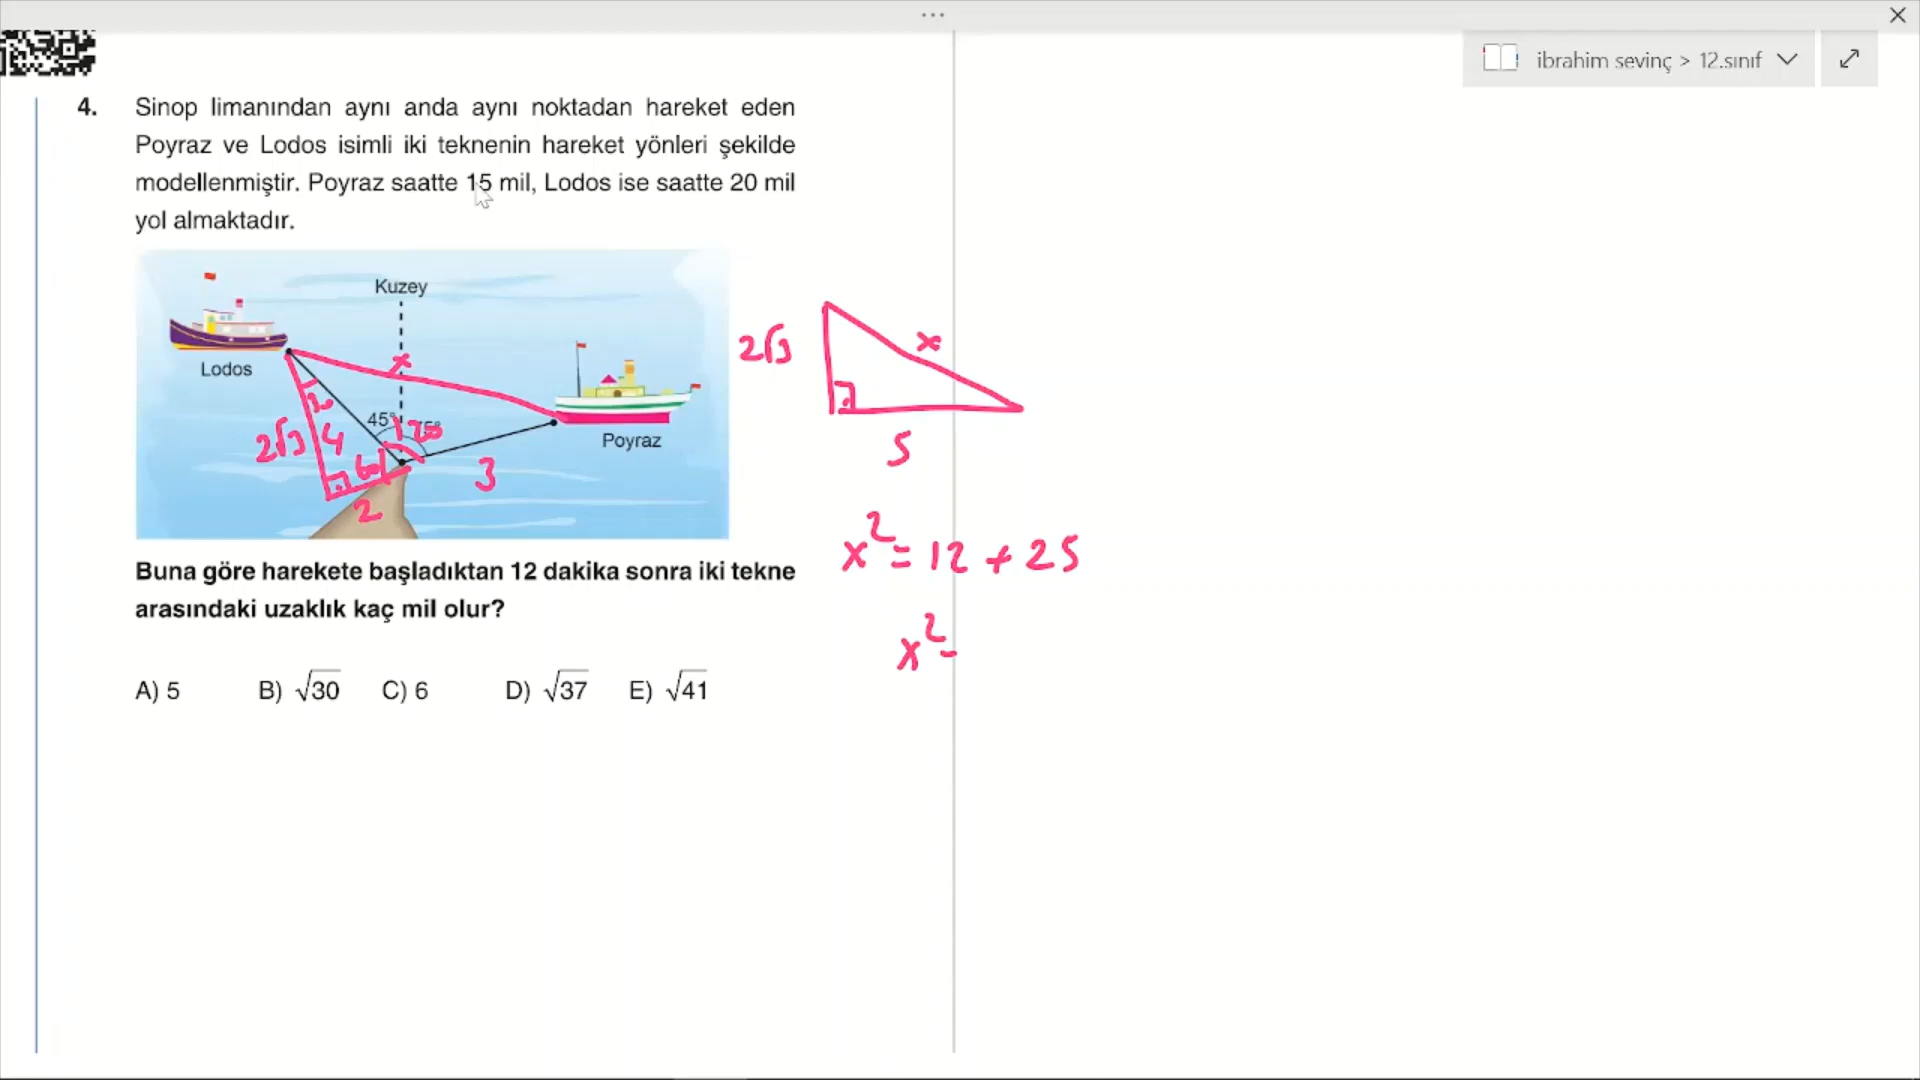 ...
ibrahim sevinç > 12.sınıf
4. Sinop limanından aynı anda aynı noktadan hareket eden
Poyraz ve Lodos isimli iki teknenin hareket yönleri şekilde
modellenmiştir. Poyraz saatte 15 mil, Lodos ise saatte 20 mil
yol almaktadır.
Kuzey
Lodos
x
45°
4
2√3
60
2
3
Poyraz
2√3
x
5
x² = 12 + 25
x² =
Buna göre harekete başladıktan 12 dakika sonra iki tekne
arasındaki uzaklık kaç mil olur?
A) 5 B) √30 C) 6 D) √37 E) √41